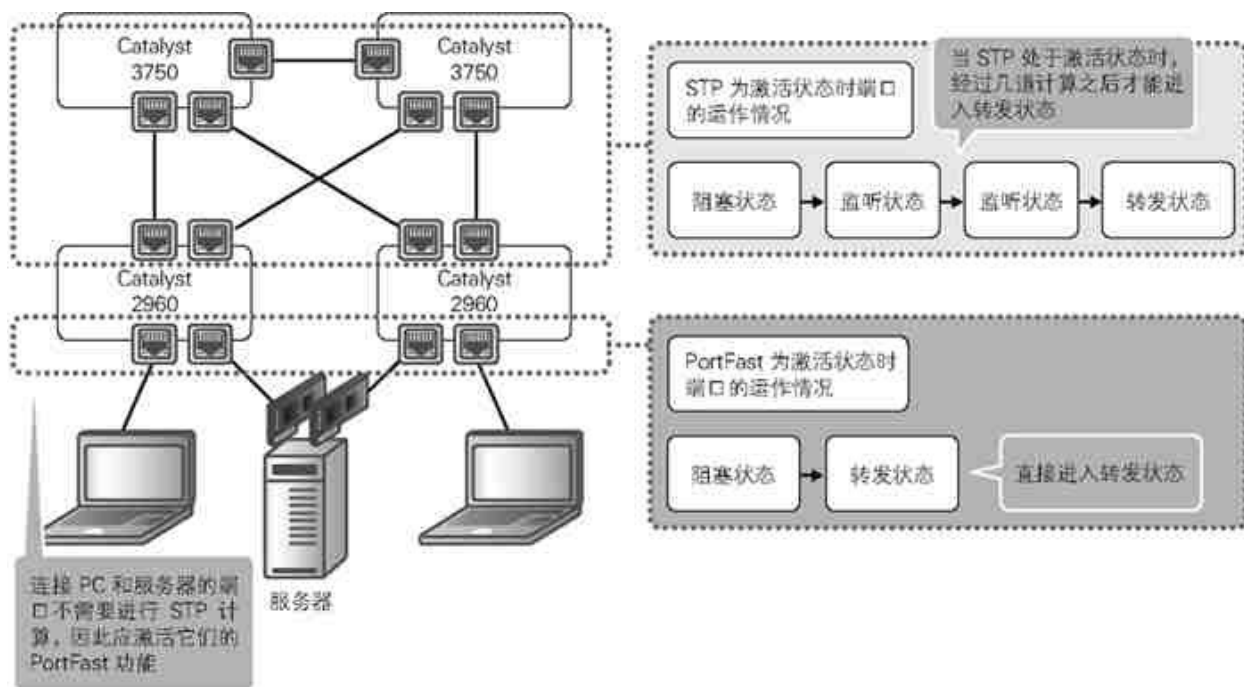 Catalyst
3750
Catalyst
3750
Catalyst
2960
Catalyst
2960
服务器
连接 PC 和服务器的端
口不需要进行 STP 计
算，因此应激活它们的
PortFast 功能
STP 为激活状态时端口
的运作情况
当 STP 处于激活状态时，
经过几道计算之后才能进
入转发状态
阻塞状态
监听状态
监听状态
转发状态
PortFast 为激活状态时
端口的运作情况
阻塞状态
转发状态
直接进入转发状态